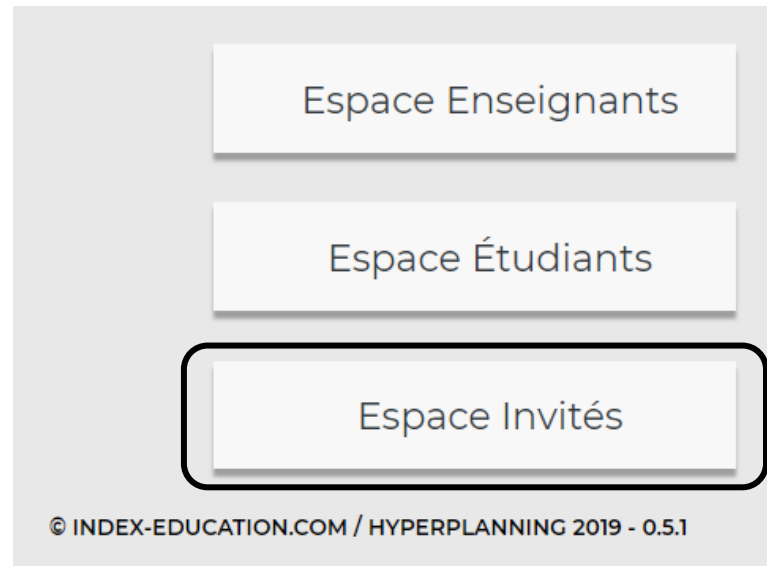 Espace Enseignants
Espace Étudiants
Espace Invités
© INDEX-EDUCATION.COM / HYPERPLANNING 2019 - 0.5.1